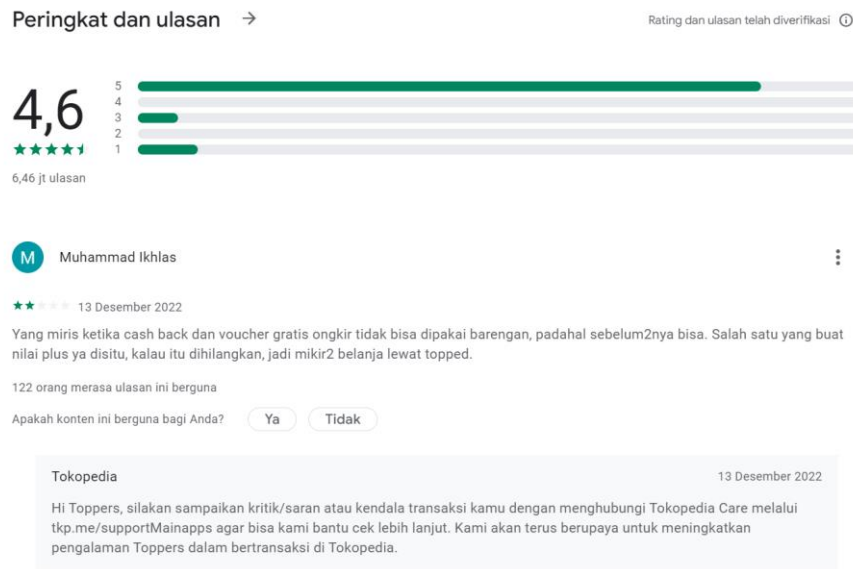 Peringkat dan ulasan →
Rating dan ulasan telah diverifikasi
4,6
5
4
3
2
1
6,46 jt ulasan
M
Muhammad Ikhlas
13 Desember 2022
Yang miris ketika cash back dan voucher gratis ongkir tidak bisa dipakai barengan, padahal sebelum2nya bisa. Salah satu yang buat
nilai plus ya disitu, kalau itu dihilangkan, jadi mikir2 belanja lewat topped.
122 orang merasa ulasan ini berguna
Apakah konten ini berguna bagi Anda? Ya Tidak
Tokopedia
13 Desember 2022
Hi Toppers, silakan sampaikan kritik/saran atau kendala transaksi kamu dengan menghubungi Tokopedia Care melalui
tkp.me/supportMainapps agar bisa kami bantu cek lebih lanjut. Kami akan terus berupaya untuk meningkatkan
pengalaman Toppers dalam bertransaksi di Tokopedia.